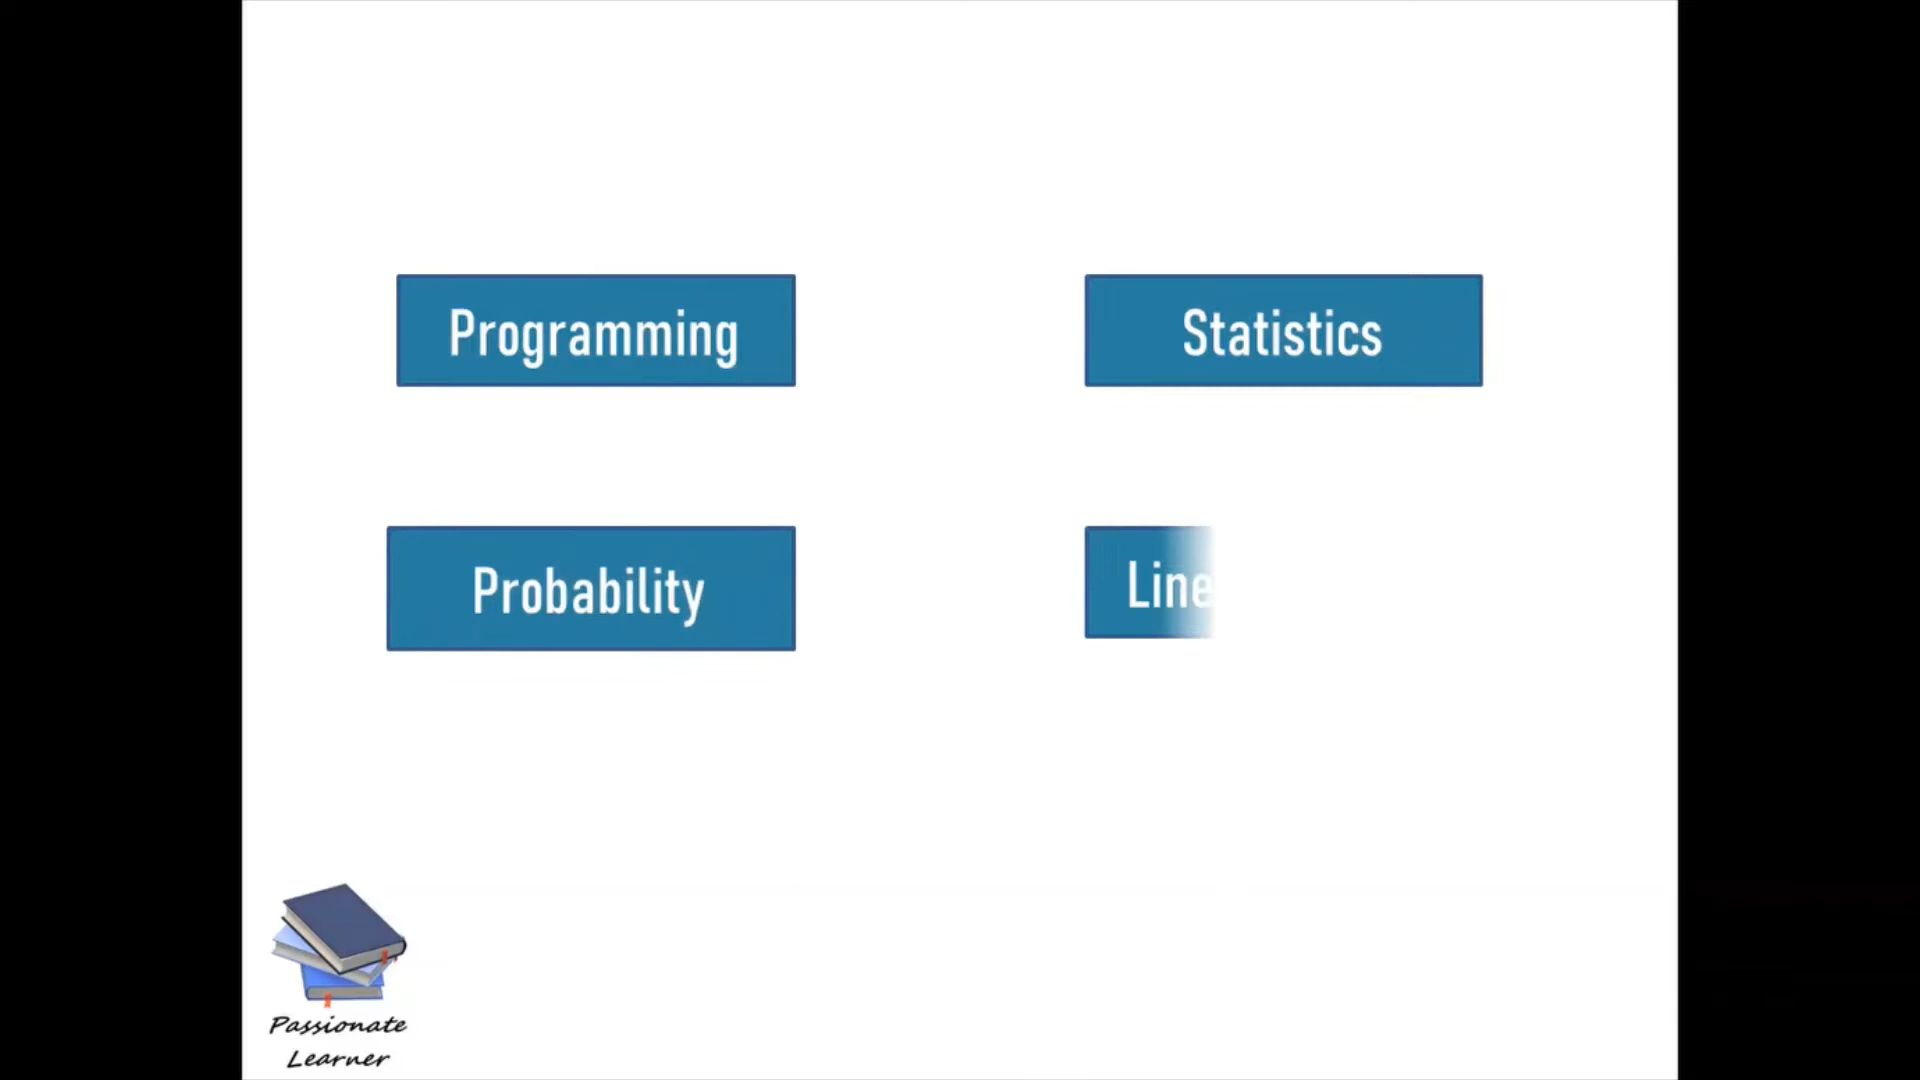 Programming
Statistics
Probability
Line
Passionate
Learner